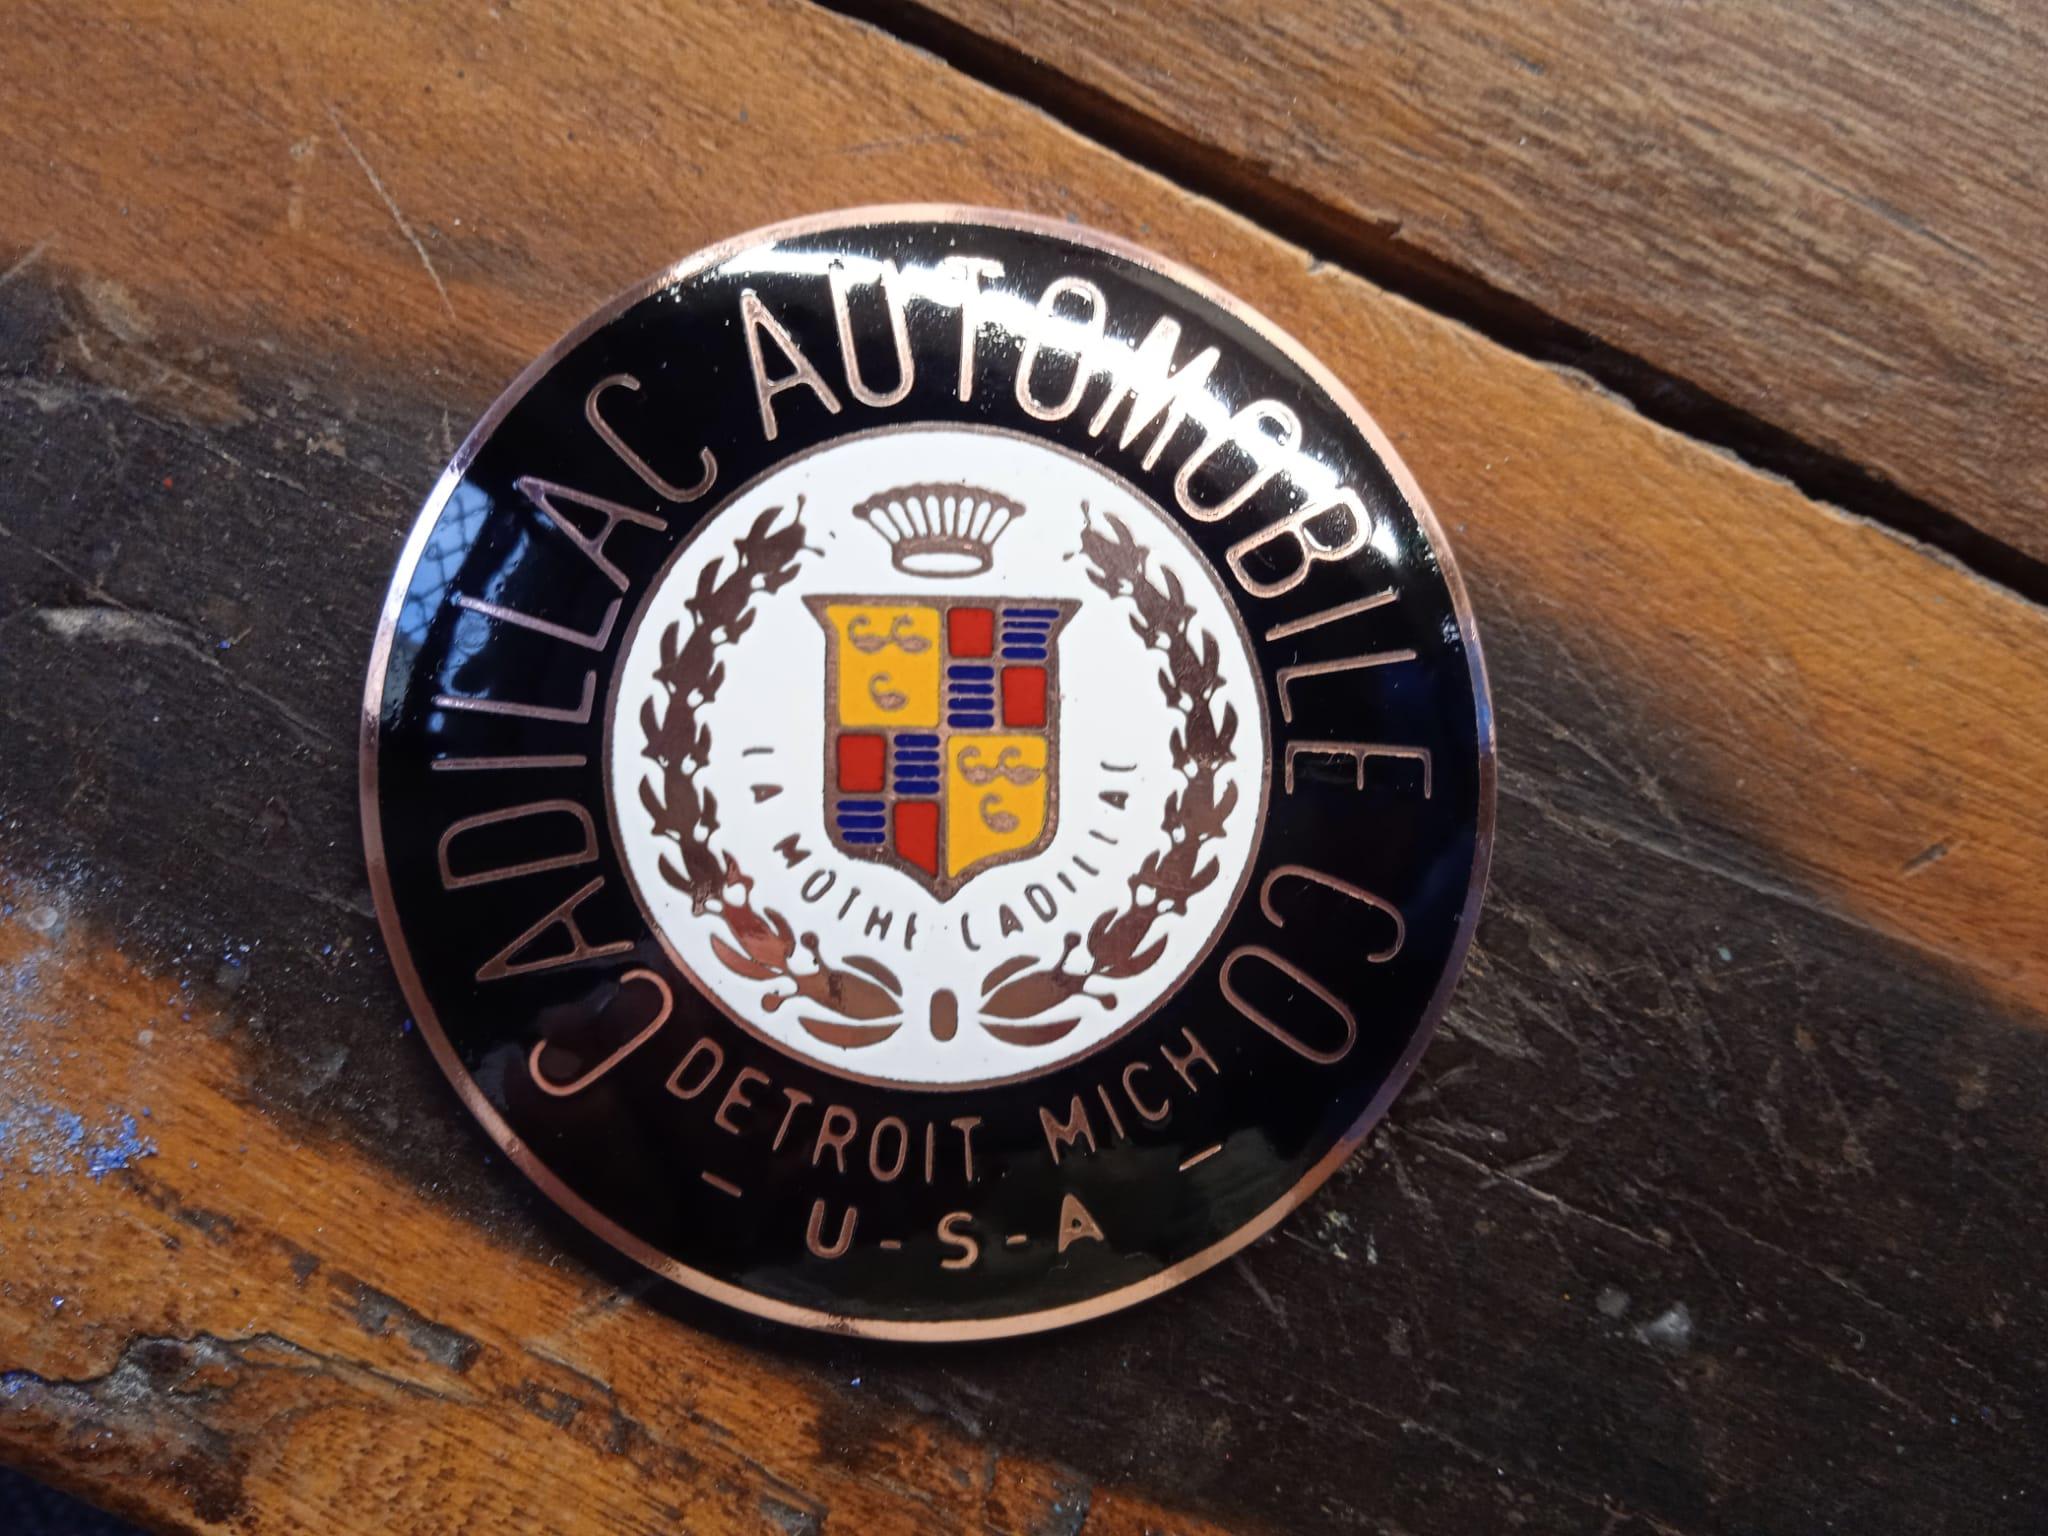 CADILLAC AUTOMOBILE CO
LA MOTHE CADILLAC
DETROIT MICH
- U-S-A -